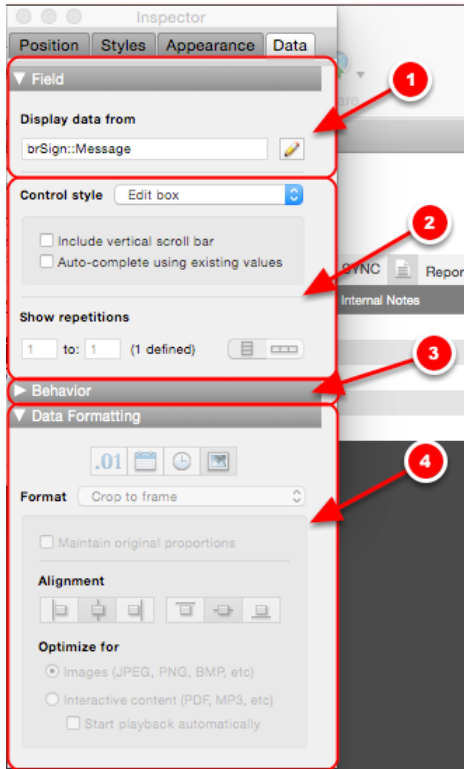 Inspector
Position Styles Appearance Data
Field
1
Display data from
brSign::Message
Control style Edit box
2
Include vertical scroll bar
Auto-complete using existing values
SYNC Repor
Internal Notes
Show repetitions
1 to: 1 (1 defined)
3
Behavior
Data Formatting
.01
4
Format Crop to frame
Maintain original proportions
Alignment
Optimize for
Images (JPEG, PNG, BMP, etc)
Interactive content (PDF, MP3, etc)
Start playback automatically